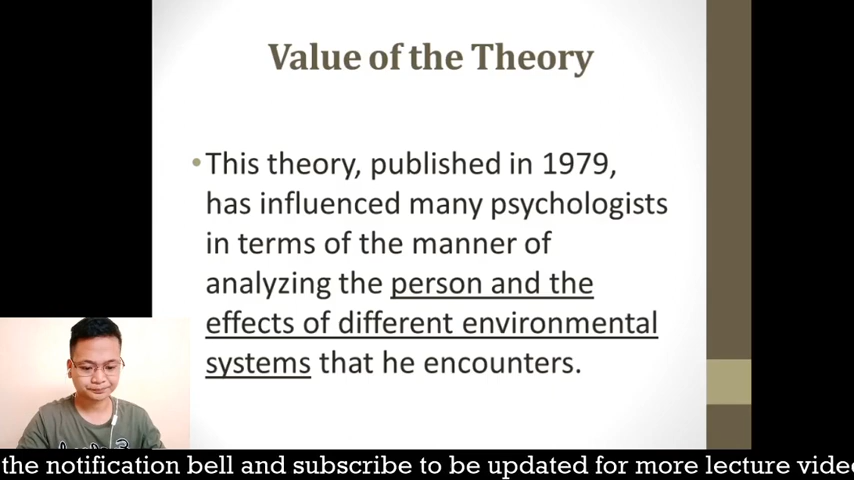 Value of the Theory
•This theory, published in 1979,
has influenced many psychologists
in terms of the manner of
analyzing the person and the
effects of different environmental
systems that he encounters.
the notification bell and subscribe to be updated for more lecture